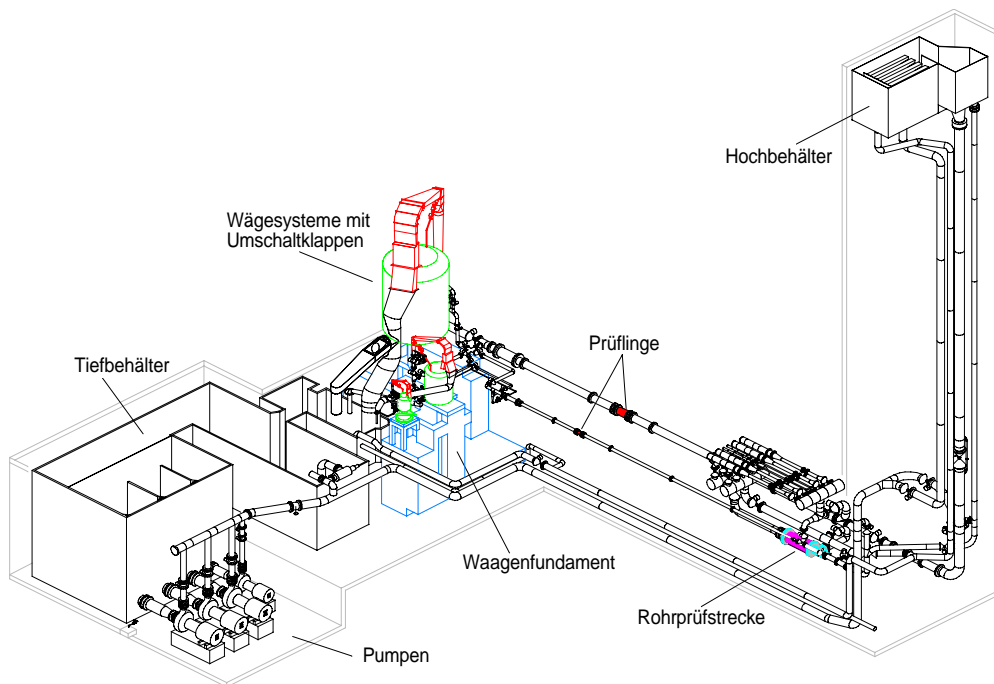 Hochbehälter
Wägesysteme mit
Umschaltklappen
Prüflinge
Tiefbehälter
Waagenfundament
Rohrprüfstrecke
Pumpen